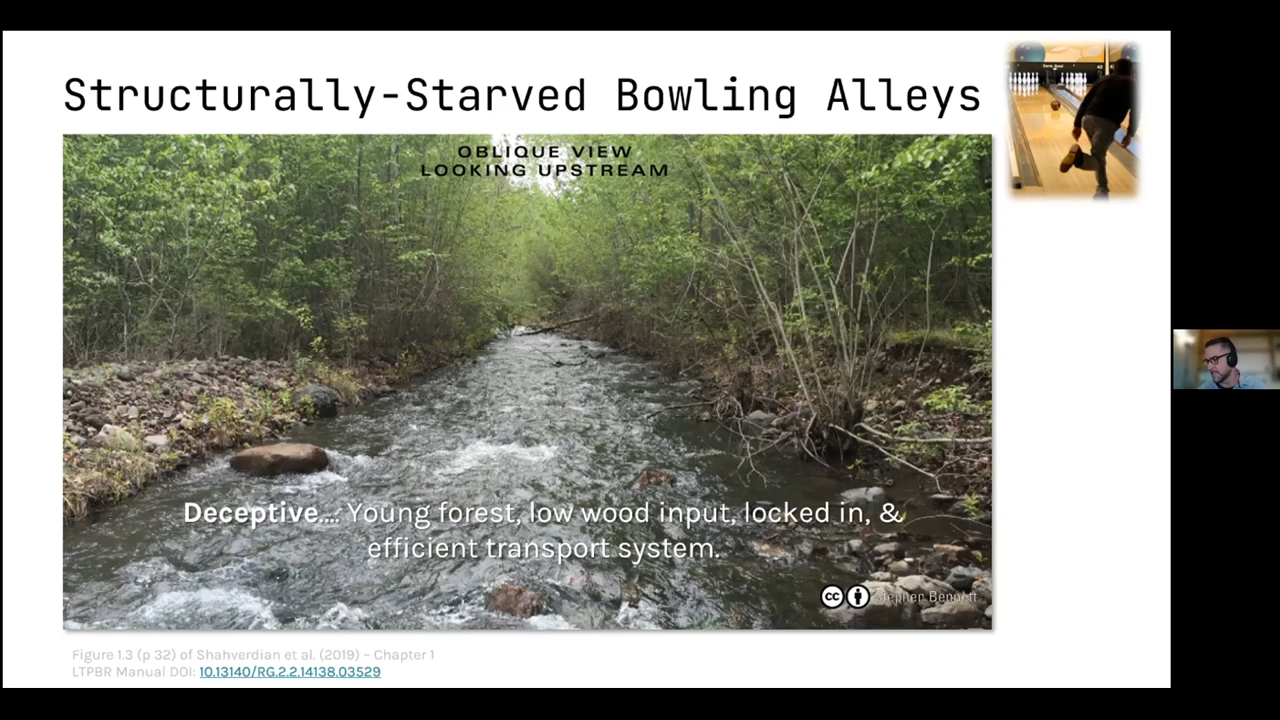 Structurally-Starved Bowling Alleys
OBLIQUE VIEW
LOOKING UPSTREAM
Deceptive.... Young forest, low wood input, locked in, &
efficient transport system.
Stepher Bennett
Figure 1.3 (p 32) of Shahverdian et al. (2019) – Chapter 1
LTPBR Manual DOI: 10.13140/RG.2.2.14138.03529